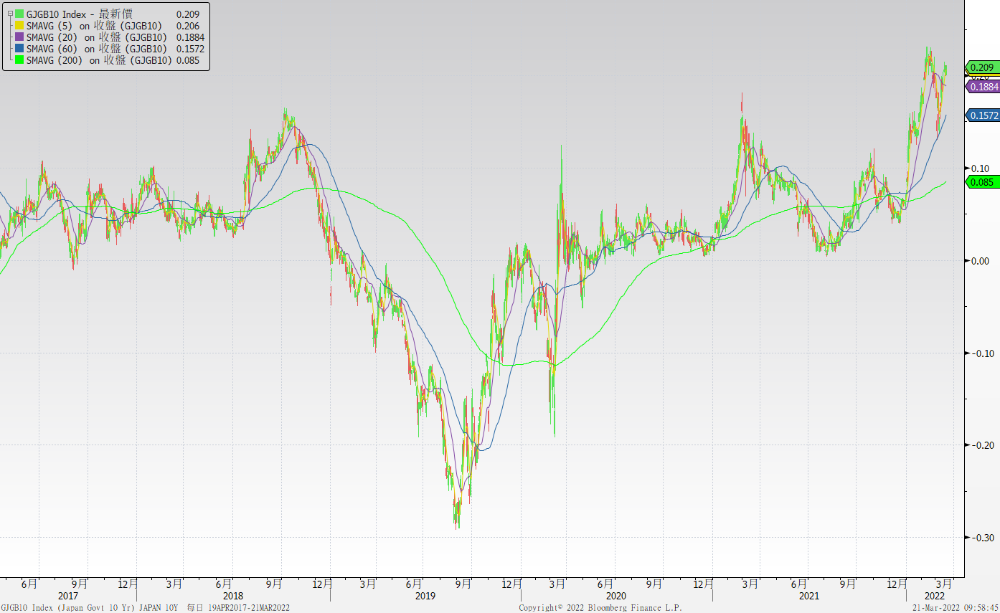 GJGB10 Index - 最新價 0.209
SMAVG (5) on 收盤 (GJGB10) 0.206
SMAVG (20) on 收盤 (GJGB10) 0.1884
SMAVG (60) on 收盤 (GJGB10) 0.1572
SMAVG (200) on 收盤 (GJGB10) 0.085
0.209
0.20
0.1884
0.1572
0.10
0.085
0.00
-0.10
-0.20
-0.30
6月 9月 12月 3月 6月 9月 12月 3月 6月 9月 12月 3月 6月 9月 12月 3月 6月 9月 12月 3月
2017 2018 2019 2020 2021 2022
GJGB10 Index (Japan Govt 10 Yr) JAPAN 10Y 每日 19APR2017-21MAR2022 Copyright© 2022 Bloomberg Finance L.P. 21-Mar-2022 09:58:45